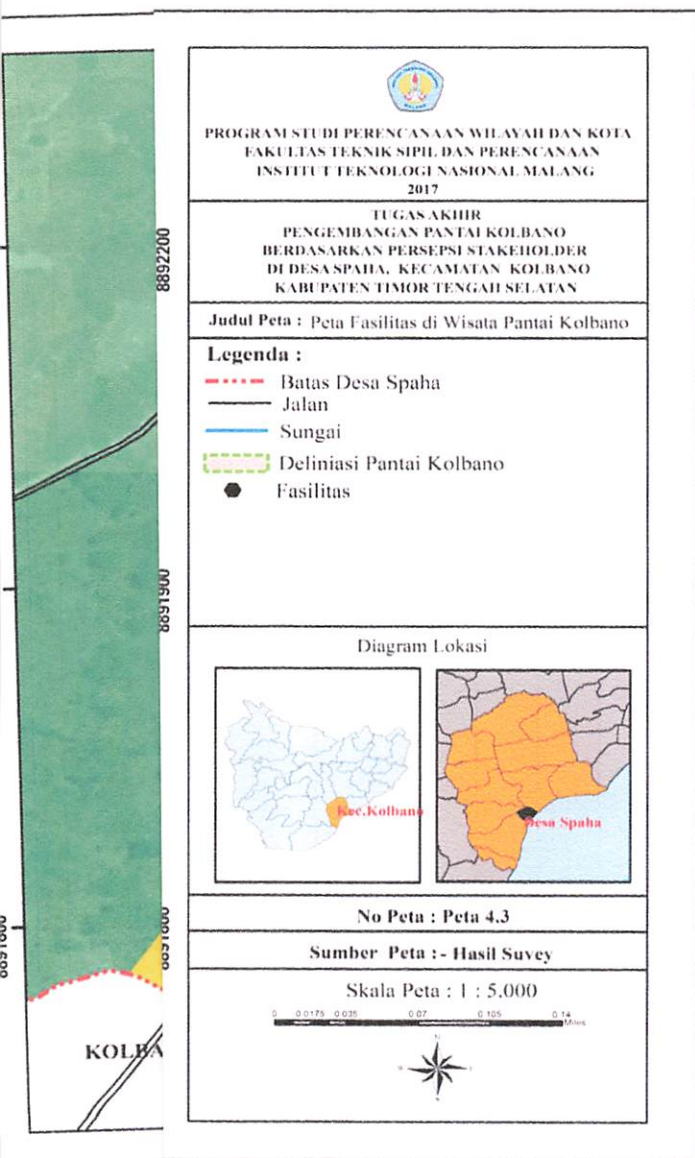 PROGRAM STUDI PERENCANAAN WILAYAH DAN KOTA
FAKULTAS TEKNIK SIPIL DAN PERENCANAAN
INSTITUT TEKNOLOGI NASIONAL MALANG
2017
TUGAS AKHIR
PENGEMBANGAN PANTAI KOLBANO
BERDASARKAN PERSEPSI STAKEHOLDER
DI DESA SPAHA, KECAMATAN KOLBANO
KABUPATEN TIMOR TENGAH SELATAN
Judul Peta : Peta Fasilitas di Wisata Pantai Kolbano
Legenda :
Batas Desa Spaha
Jalan
Sungai
Deliniasi Pantai Kolbano
Fasilitas
Diagram Lokasi
Kec.Kolbano
Desa Spaha
No Peta : Peta 4.3
Sumber Peta : - Hasil Suvey
Skala Peta : 1 : 5.000
0 0.0175 0.035 0.07 0.105 0.14
Miles
N
8892200
8891900
KOLBA